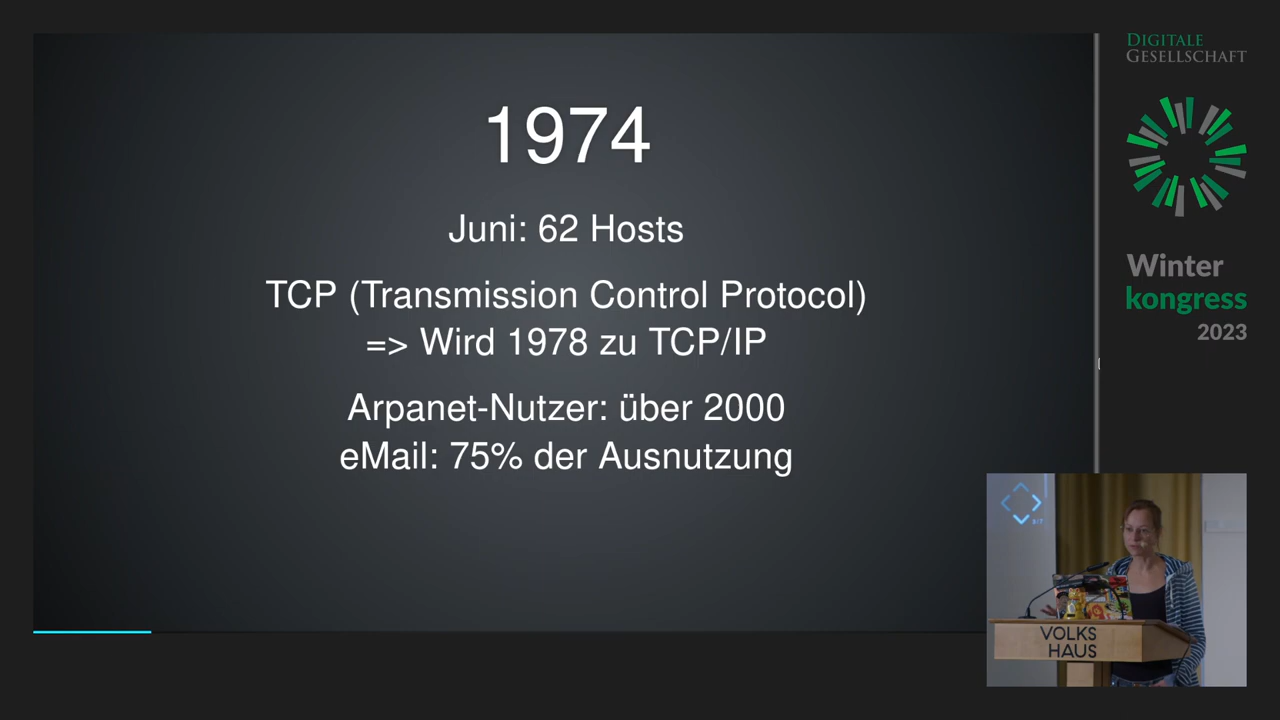 1974
Juni: 62 Hosts
TCP (Transmission Control Protocol)
=> Wird 1978 zu TCP/IP
Arpanet-Nutzer: über 2000
eMail: 75% der Ausnutzung
DIGITALE
GESELLSCHAFT
Winter
kongress
2023
VOLKS
HAUS